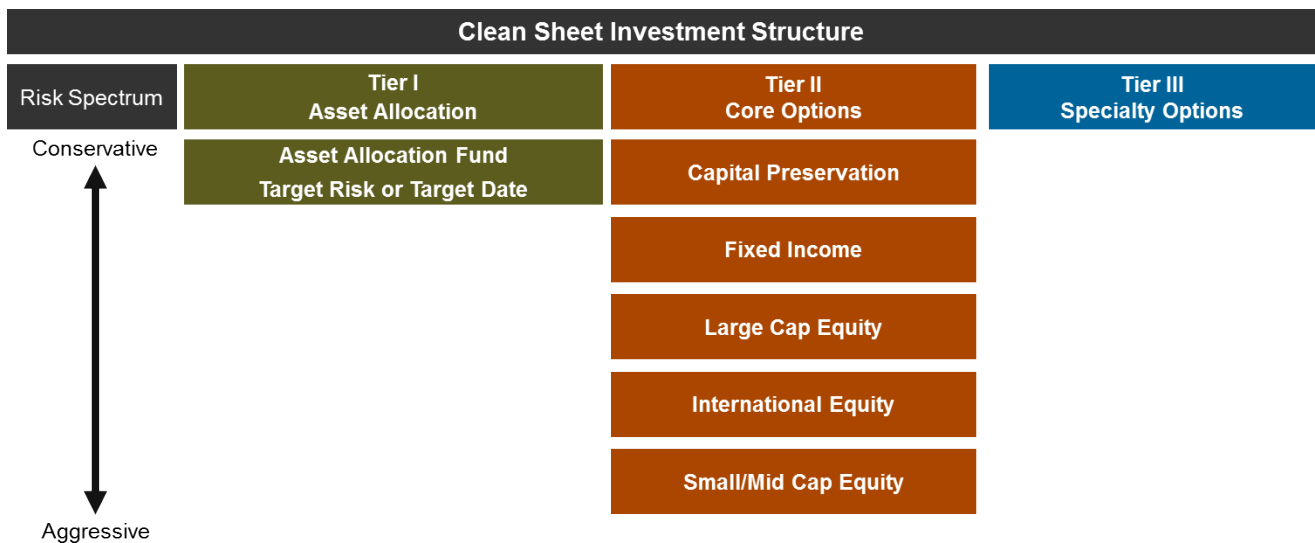 Clean Sheet Investment Structure
Risk Spectrum
Tier I
Asset Allocation
Tier II
Core Options
Tier III
Specialty Options
Conservative
Asset Allocation Fund
Target Risk or Target Date
Capital Preservation
Fixed Income
Large Cap Equity
International Equity
Small/Mid Cap Equity
Aggressive